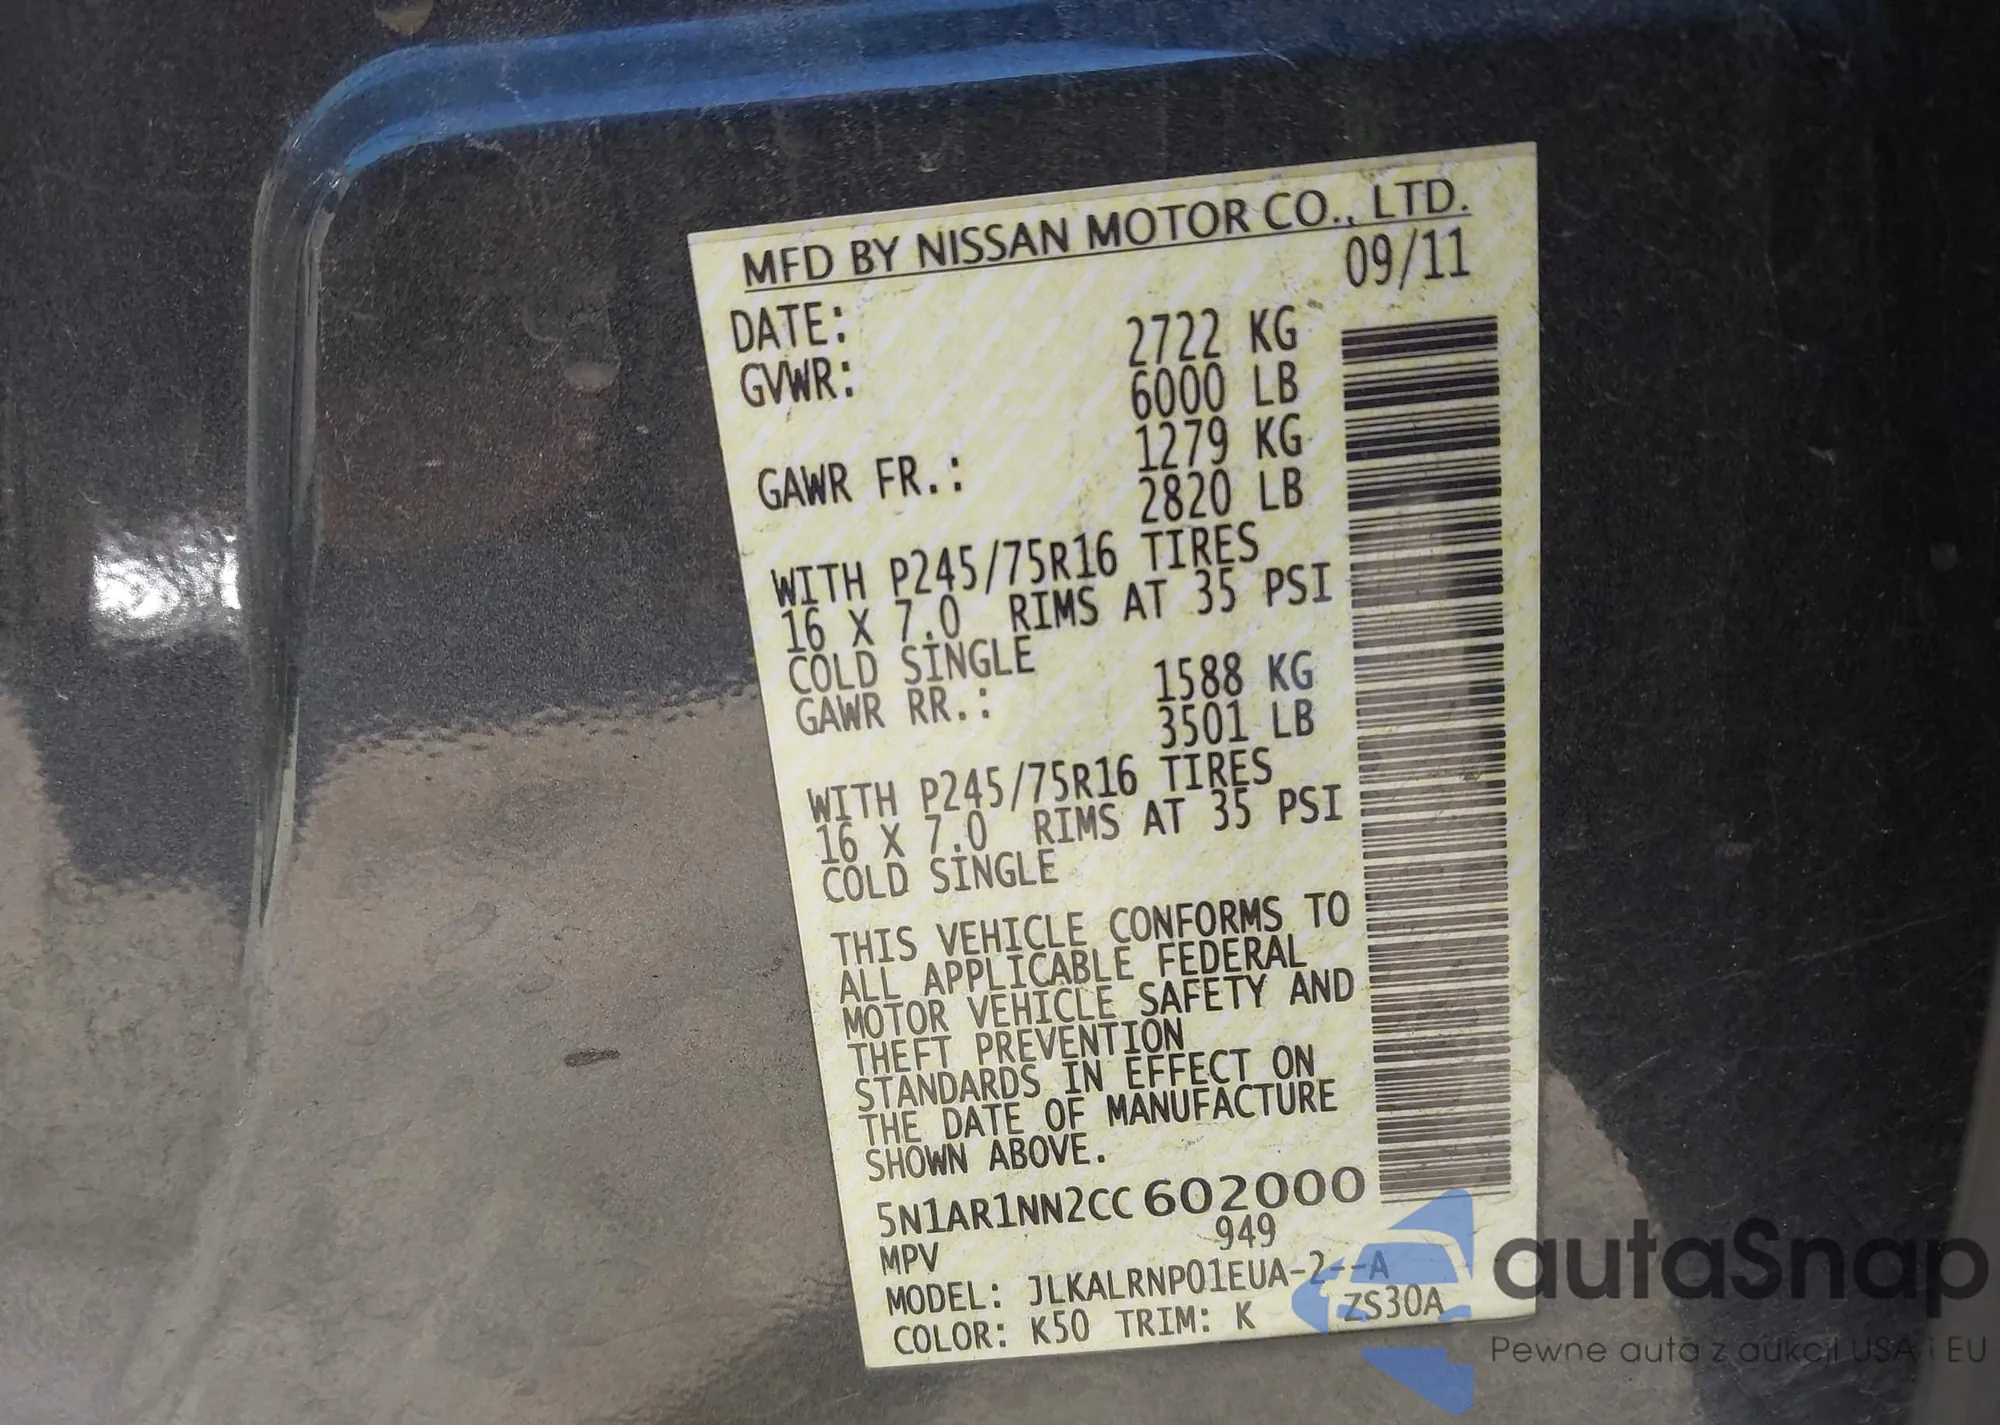 MFD BY NISSAN MOTOR CO., LTD.
DATE: 09/11
GVWR: 2722 KG
6000 LB
GAWR FR.: 1279 KG
2820 LB
WITH P245/75R16 TIRES
16 X 7.0 RIMS AT 35 PSI
COLD SINGLE
GAWR RR.: 1588 KG
3501 LB
WITH P245/75R16 TIRES
16 X 7.0 RIMS AT 35 PSI
COLD SINGLE
THIS VEHICLE CONFORMS TO
ALL APPLICABLE FEDERAL
MOTOR VEHICLE SAFETY AND
THEFT PREVENTION
STANDARDS IN EFFECT ON
THE DATE OF MANUFACTURE
SHOWN ABOVE.
5N1AR1NN2CC602000
MPV 949
MODEL: JLKALRNP01EUA-2--A
COLOR: K50 TRIM: K ZS30A
autaSnap
Pewne auta z aukcji USA i EU